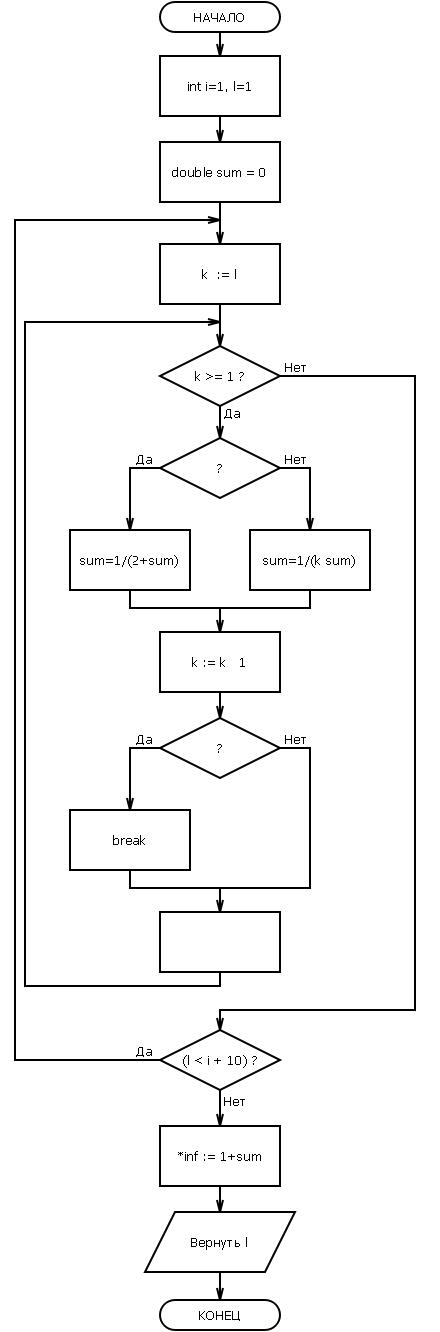 НАЧАЛО
int i=1, l=1
double sum = 0
k := l
k >= 1 ?
Нет
Да
Да
?
Нет
sum=1/(2+sum)
sum=1/(k sum)
k := k 1
Да
?
Нет
break
(l < i + 10) ?
Да
Нет
*inf := 1+sum
Вернуть l
КОНЕЦ